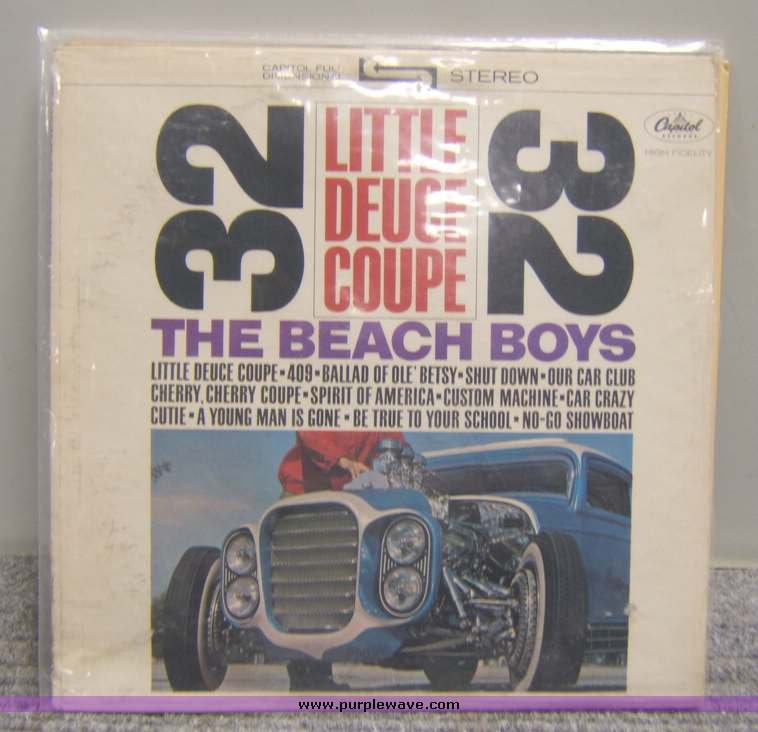 CAPITOL FULL DIMENSIONAL STEREO
Capitol
RECORDS
HIGH FIDELITY
32 LITTLE DEUCE COUPE 32
THE BEACH BOYS
LITTLE DEUCE COUPE • 409 • BALLAD OF OLE' BETSY • SHUT DOWN • OUR CAR CLUB
CHERRY, CHERRY COUPE • SPIRIT OF AMERICA • CUSTOM MACHINE • CAR CRAZY
CUTIE • A YOUNG MAN IS GONE • BE TRUE TO YOUR SCHOOL • NO-GO SHOWBOAT
www.purplewave.com